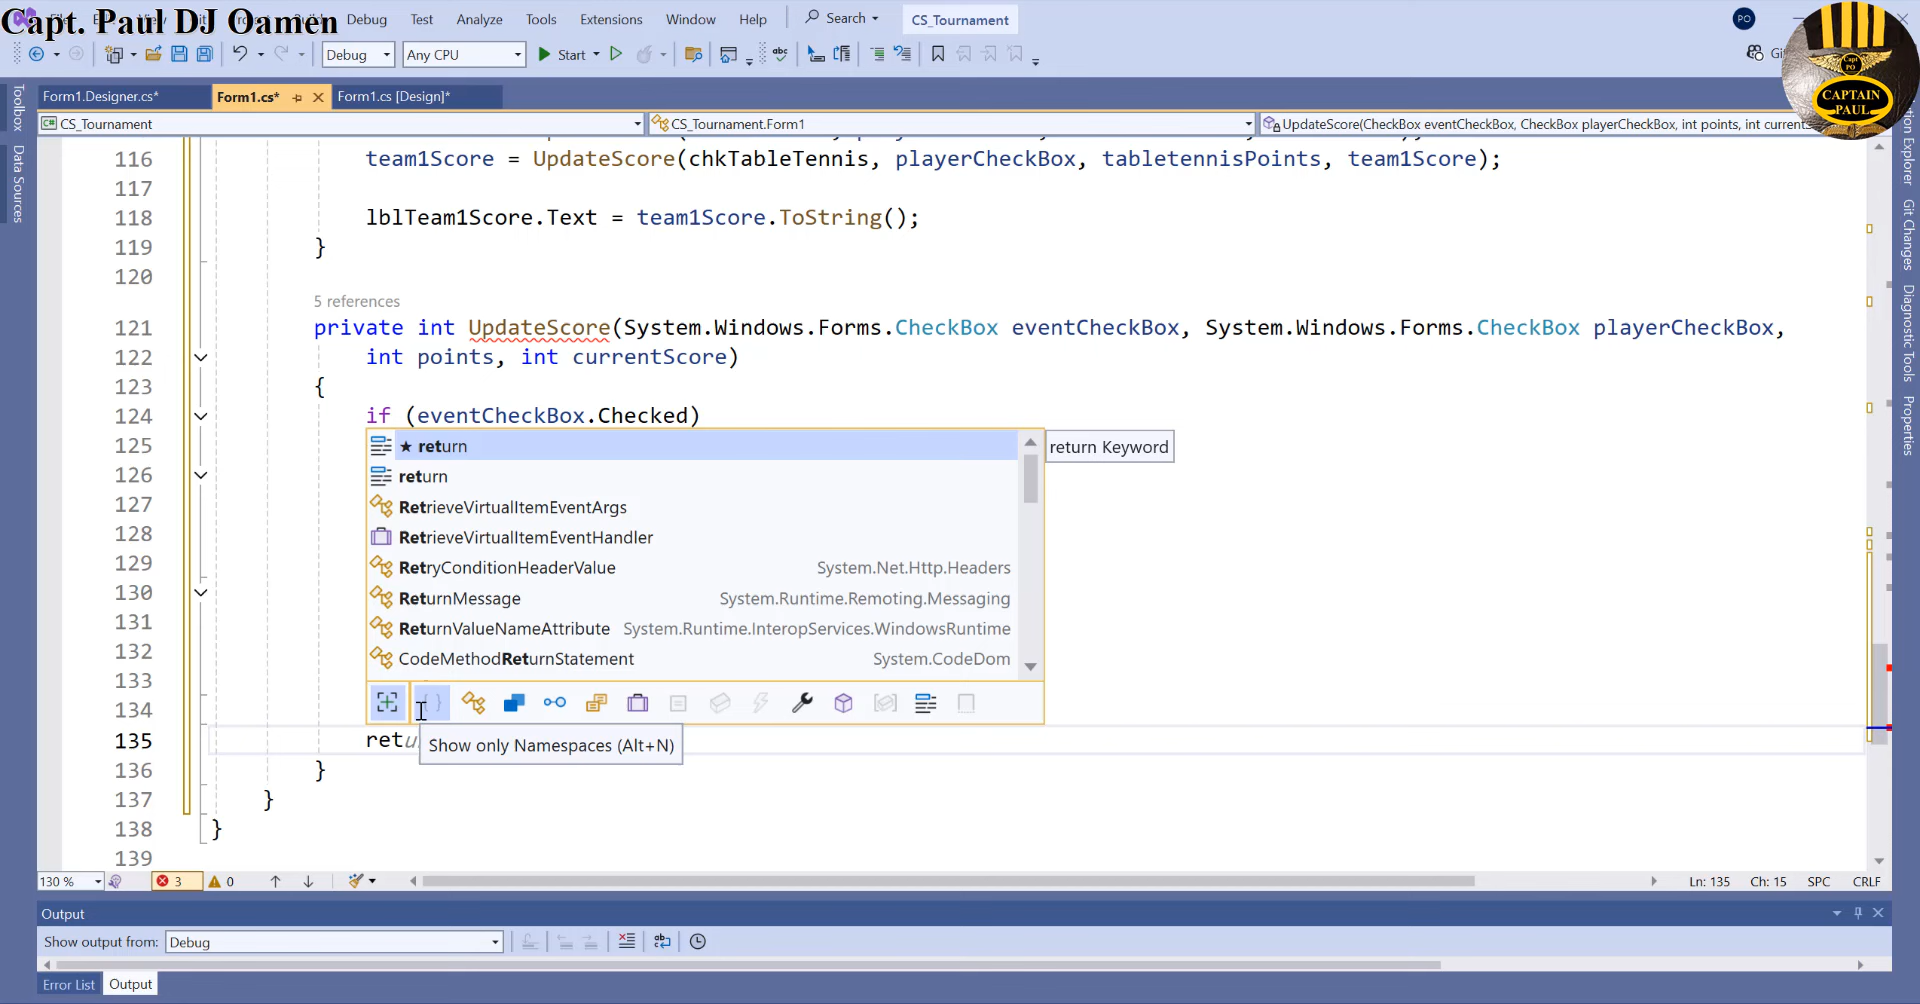 Capt. Paul DJ Oamen
Debug Test Analyze Tools Extensions Window Help Search CS_Tournament PO
Debug Any CPU Start
CAPTAIN
PAUL
Form1.Designer.cs* Form1.cs* Form1.cs [Design]*
CS_Tournament CS_Tournament.Form1 UpdateScore(CheckBox eventCheckBox, CheckBox playerCheckBox, int points, int current
Toolbox
Data Sources
Git Changes
Diagnostic Tools
Properties
116 team1Score = UpdateScore(chkTableTennis, playerCheckBox, tabletennisPoints, team1Score);
117
118 lblTeam1Score.Text = team1Score.ToString();
119 }
120
5 references
121 private int UpdateScore(System.Windows.Forms.CheckBox eventCheckBox, System.Windows.Forms.CheckBox playerCheckBox,
122 int points, int currentScore)
123 {
124 if (eventCheckBox.Checked)
125 ★ return return Keyword
126 return
127 RetrieveVirtualItemEventArgs
128 RetrieveVirtualItemEventHandler
129 RetryConditionHeaderValue System.Net.Http.Headers
130 ReturnMessage System.Runtime.Remoting.Messaging
131 ReturnValueNameAttribute System.Runtime.InteropServices.WindowsRuntime
132 CodeMethodReturnStatement System.CodeDom
133
134
135 retu Show only Namespaces (Alt+N)
136 }
137 }
138 }
139
130 % 3 0 Ln: 135 Ch: 15 SPC CRLF
Output
Show output from: Debug
Error List Output